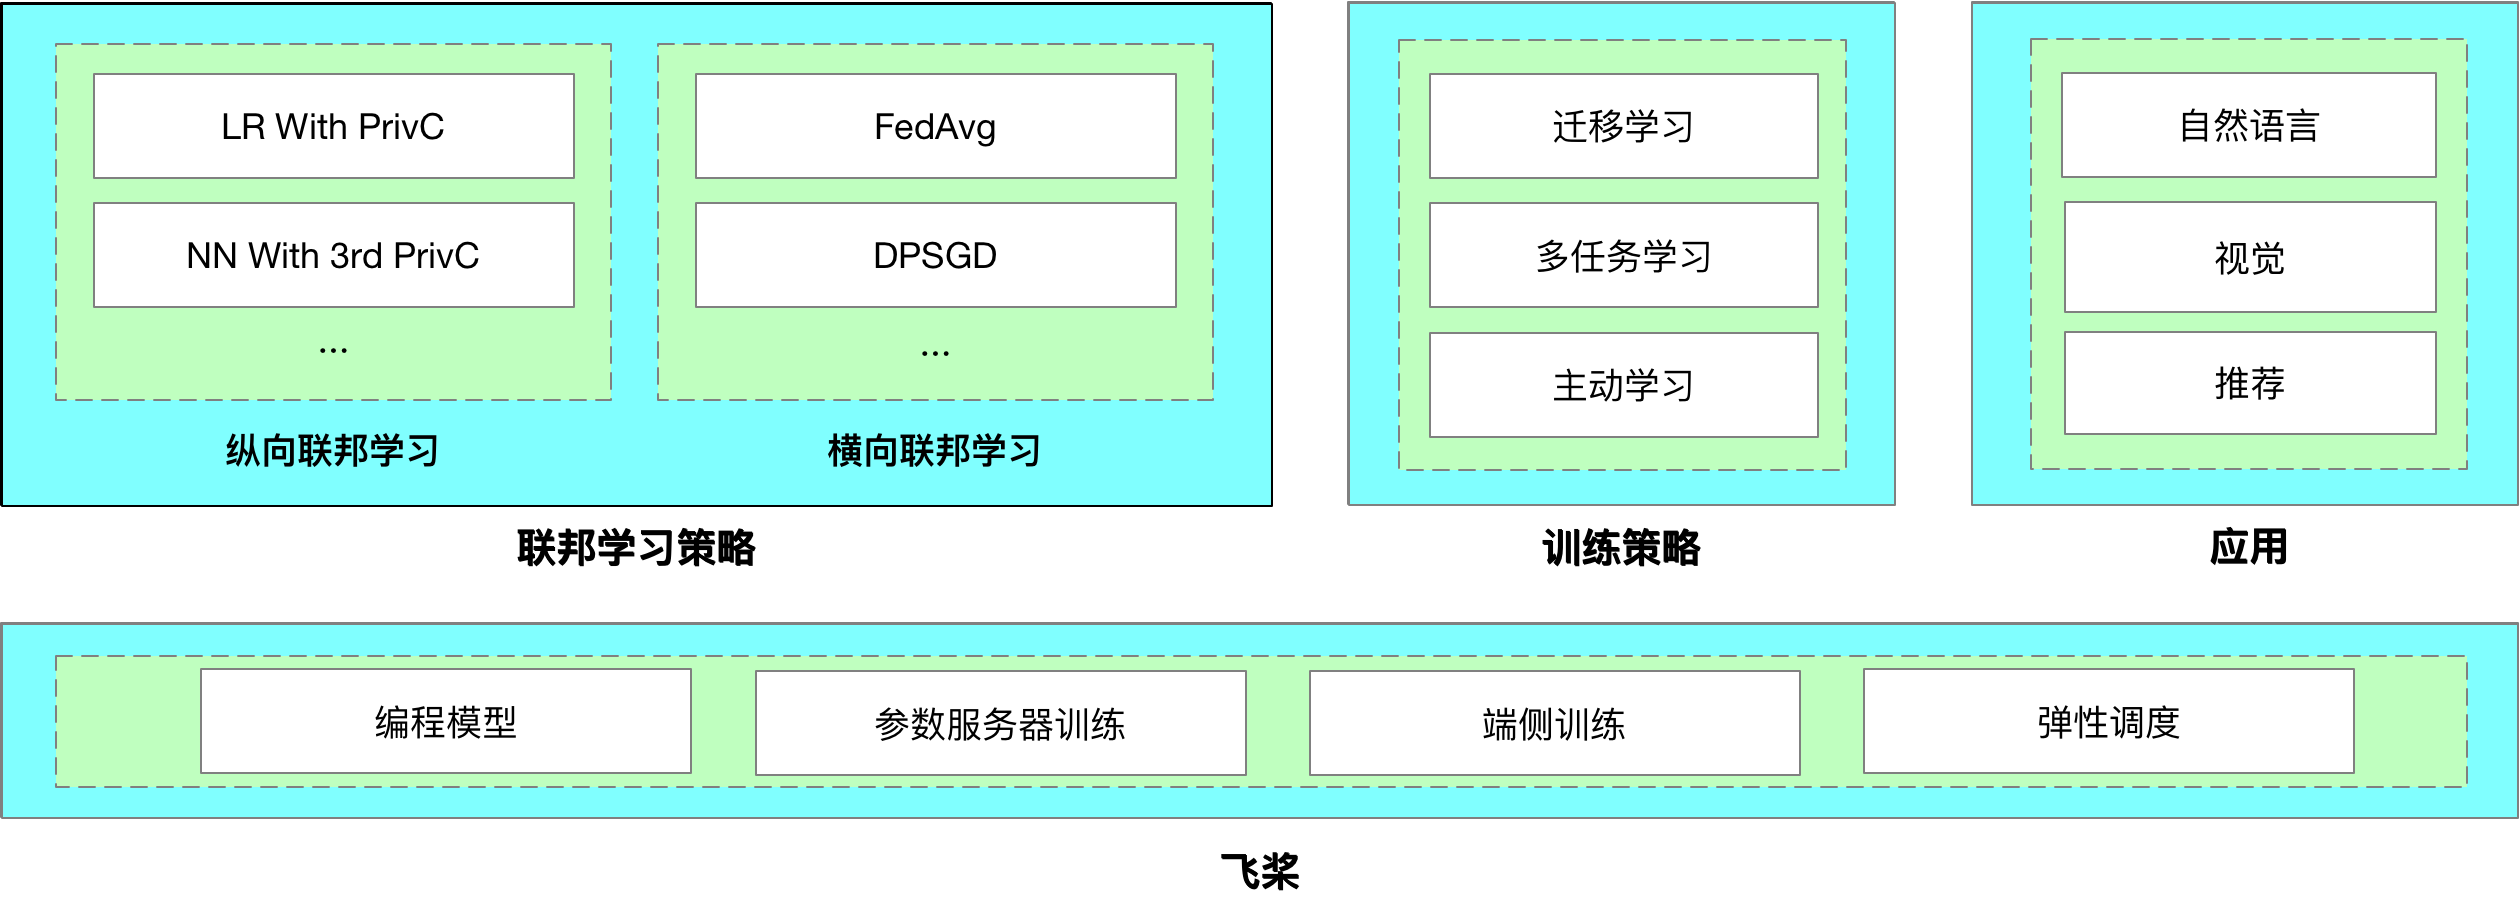 LR With PrivC
NN With 3rd PrivC
...
纵向联邦学习
FedAvg
DPSGD
...
横向联邦学习
联邦学习策略
迁移学习
多任务学习
主动学习
训练策略
自然语言
视觉
推荐
应用
编程模型
参数服务器训练
端侧训练
弹性调度
飞桨